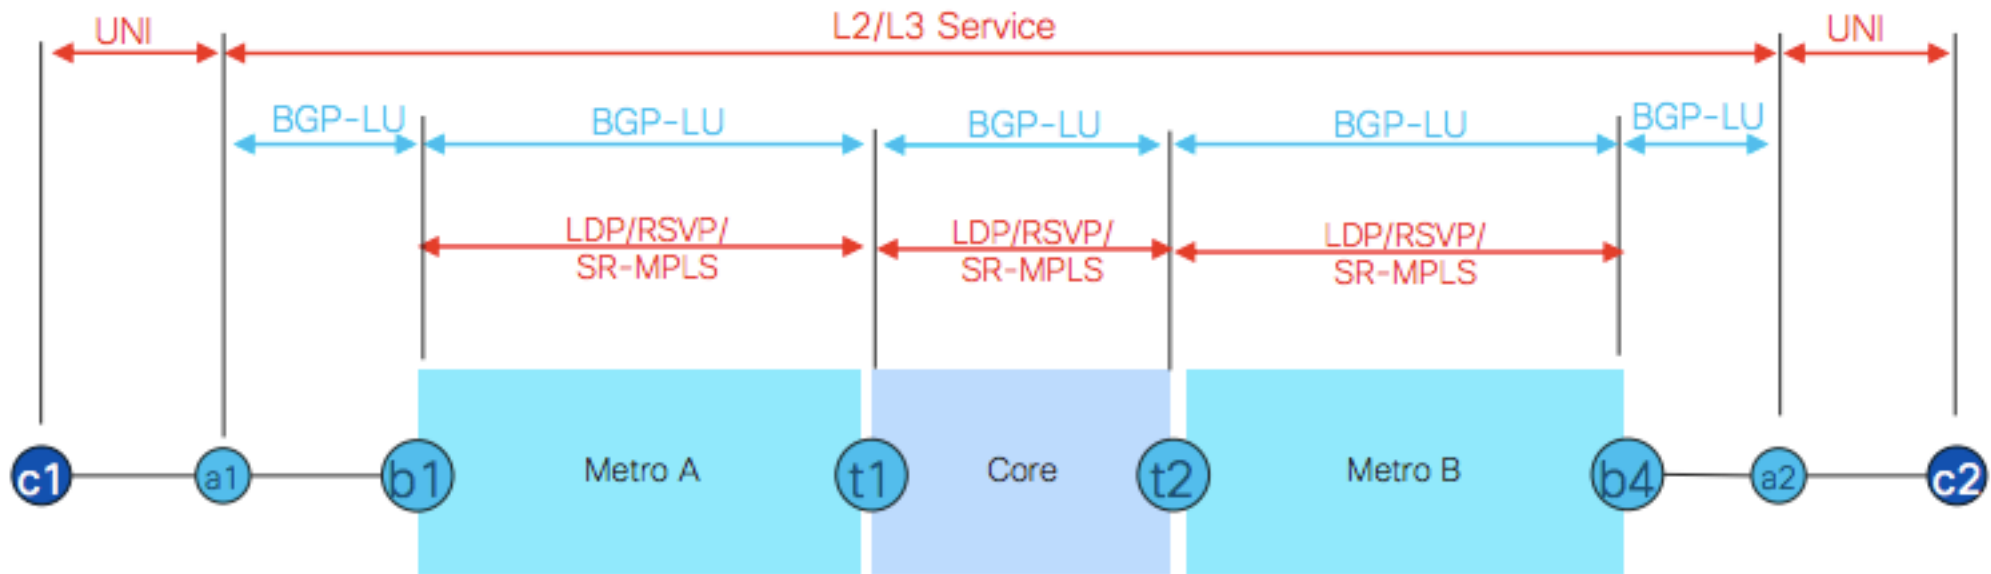 UNI
L2/L3 Service
UNI
BGP-LU
BGP-LU
BGP-LU
BGP-LU
BGP-LU
LDP/RSVP/
SR-MPLS
LDP/RSVP/
SR-MPLS
LDP/RSVP/
SR-MPLS
c1
a1
b1
Metro A
t1
Core
t2
Metro B
b4
a2
c2